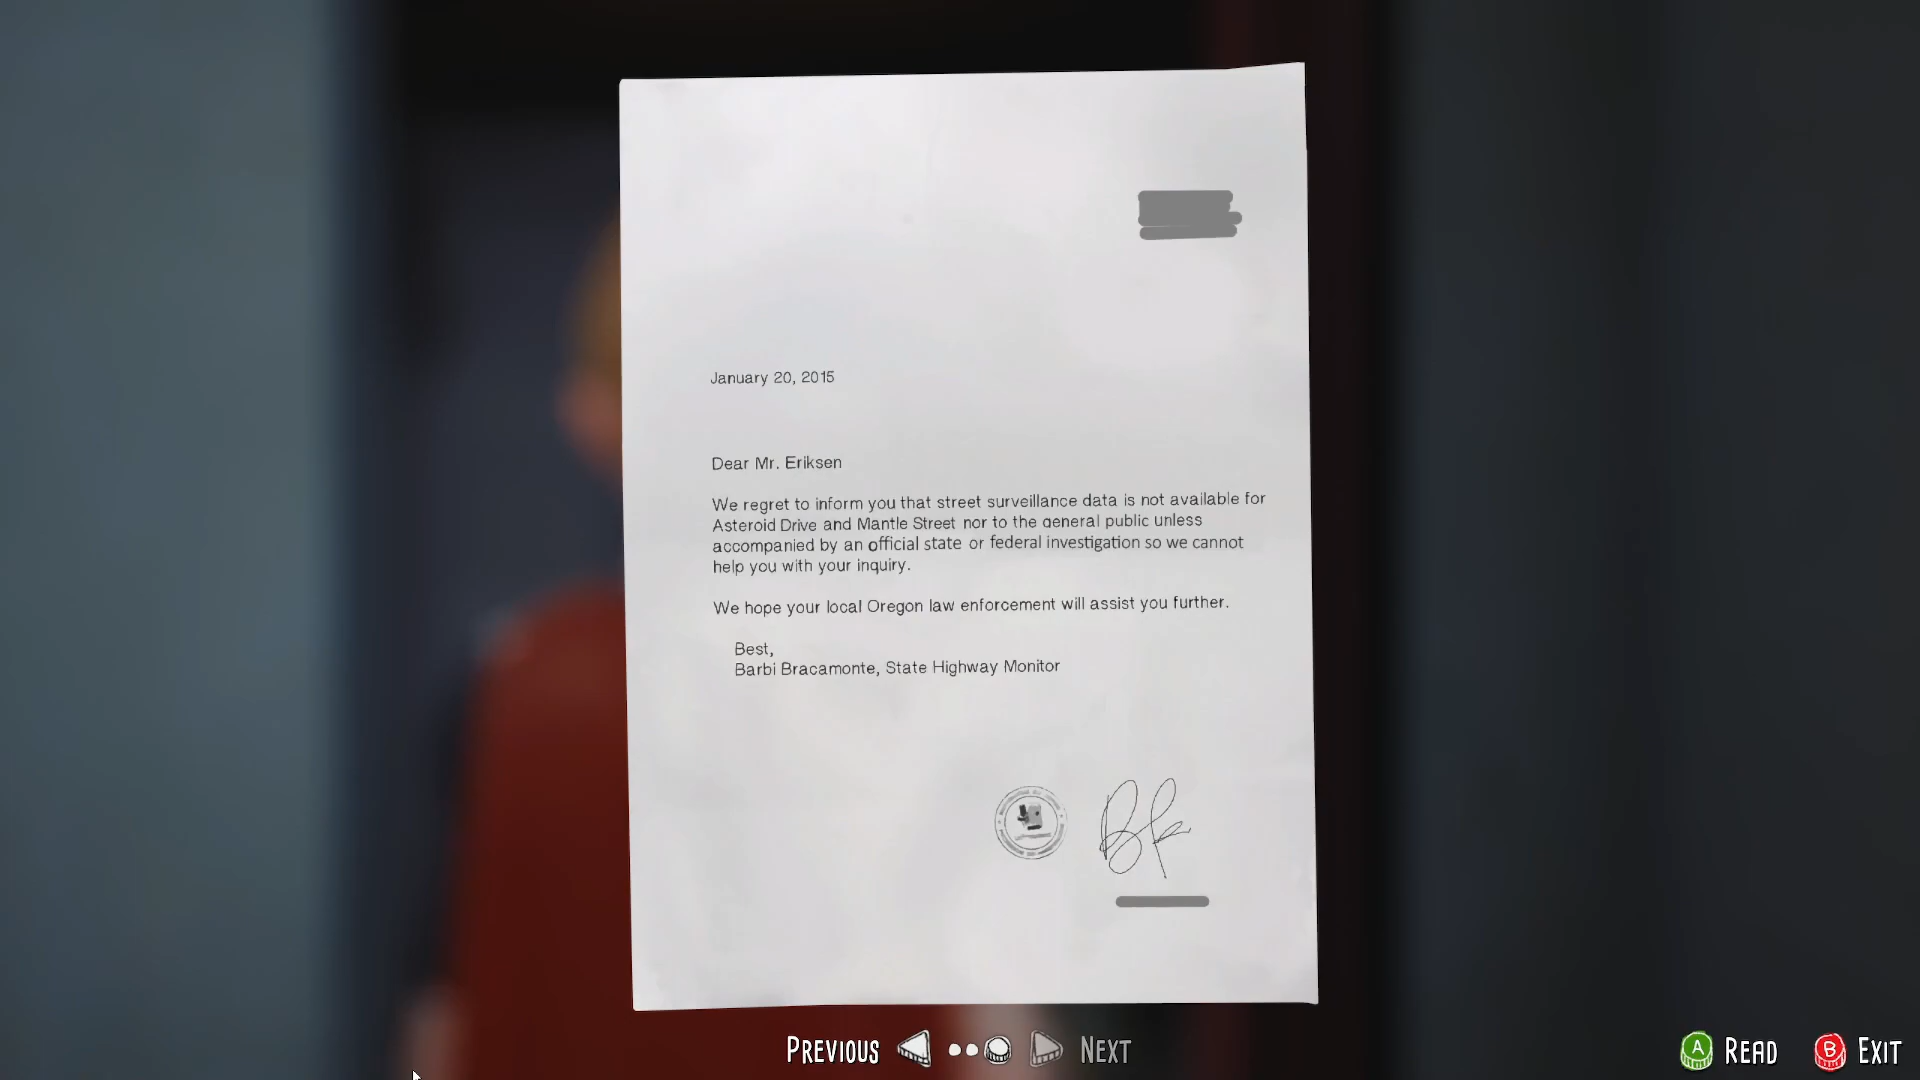 January 20, 2015
Dear Mr. Eriksen
We regret to inform you that street surveillance data is not available for
Asteroid Drive and Mantle Street nor to the general public unless
accompanied by an official state or federal investigation so we cannot
help you with your inquiry.
We hope your local Oregon law enforcement will assist you further.
Best,
Barbi Bracamonte, State Highway Monitor
PREVIOUS
NEXT
A READ
B EXIT